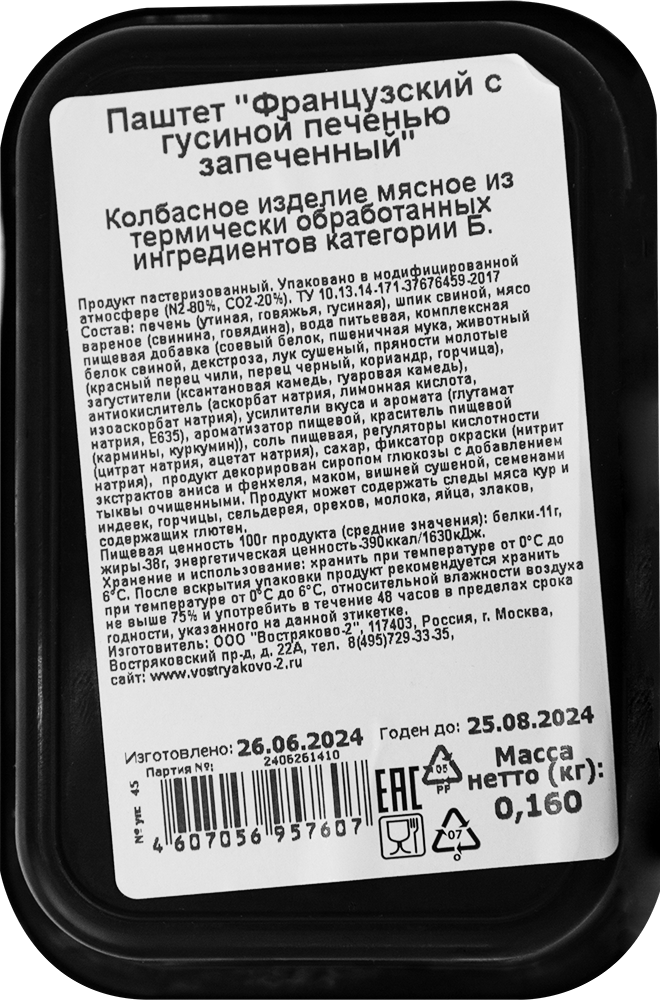 Паштет "Французский с
гусиной печенью
запеченный"
Колбасное изделие мясное из
термически обработанных
ингредиентов категории Б.
Продукт пастеризованный. Упаковано в модифицированной
атмосфере (N2-80%, СО2-20%). ТУ 10.13.14-171-37676459-2017
Состав: печень (утиная, говяжья, гусиная), шпик свиной, мясо
вареное (свинина, говядина), вода питьевая, комплексная
пищевая добавка (соевый белок, пшеничная мука, животный
белок свиной, декстроза, лук сушеный, пряности молотые
(красный перец чили, перец черный, кориандр, горчица),
загустители (ксантановая камедь, гуаровая камедь),
антиокислитель (аскорбат натрия, лимонная кислота,
изоаскорбат натрия), усилители вкуса и аромата (глутамат
натрия, Е635), ароматизатор пищевой, краситель пищевой
(кармины, куркумин)), соль пищевая, регуляторы кислотности
(цитрат натрия, ацетат натрия), сахар, фиксатор окраски (нитрит
натрия), продукт декорирован сиропом глюкозы с добавлением
экстрактов аниса и фенхеля, маком, вишней сушеной, семенами
тыквы очищенными. Продукт может содержать следы мяса кур и
индеек, горчицы, сельдерея, орехов, молока, яйца, злаков,
содержащих глютен.
Пищевая ценность 100г продукта (средние значения): белки-11г,
жиры-38г, энергетическая ценность-390ккал/1630кДж.
Хранение и использование: хранить при температуре от 0°С до
6°С. После вскрытия упаковки продукт рекомендуется хранить
при температуре от 0°С до 6°С, относительной влажности воздуха
не выше 75% и употребить в течение 48 часов в пределах срока
годности, указанного на данной этикетке.
Изготовитель: ООО "Востряково-2", 117403, Россия, г. Москва,
Востряковский пр-д, д. 22А, тел. 8(495)729-33-35,
сайт: www.vostryakovo-2.ru
Изготовлено: 26.06.2024 Годен до: 25.08.2024
Партия №: 2406261410
№ упс 45
4 607056 957607
EAC
05
PP
07
O
Масса
нетто (кг):
0,160